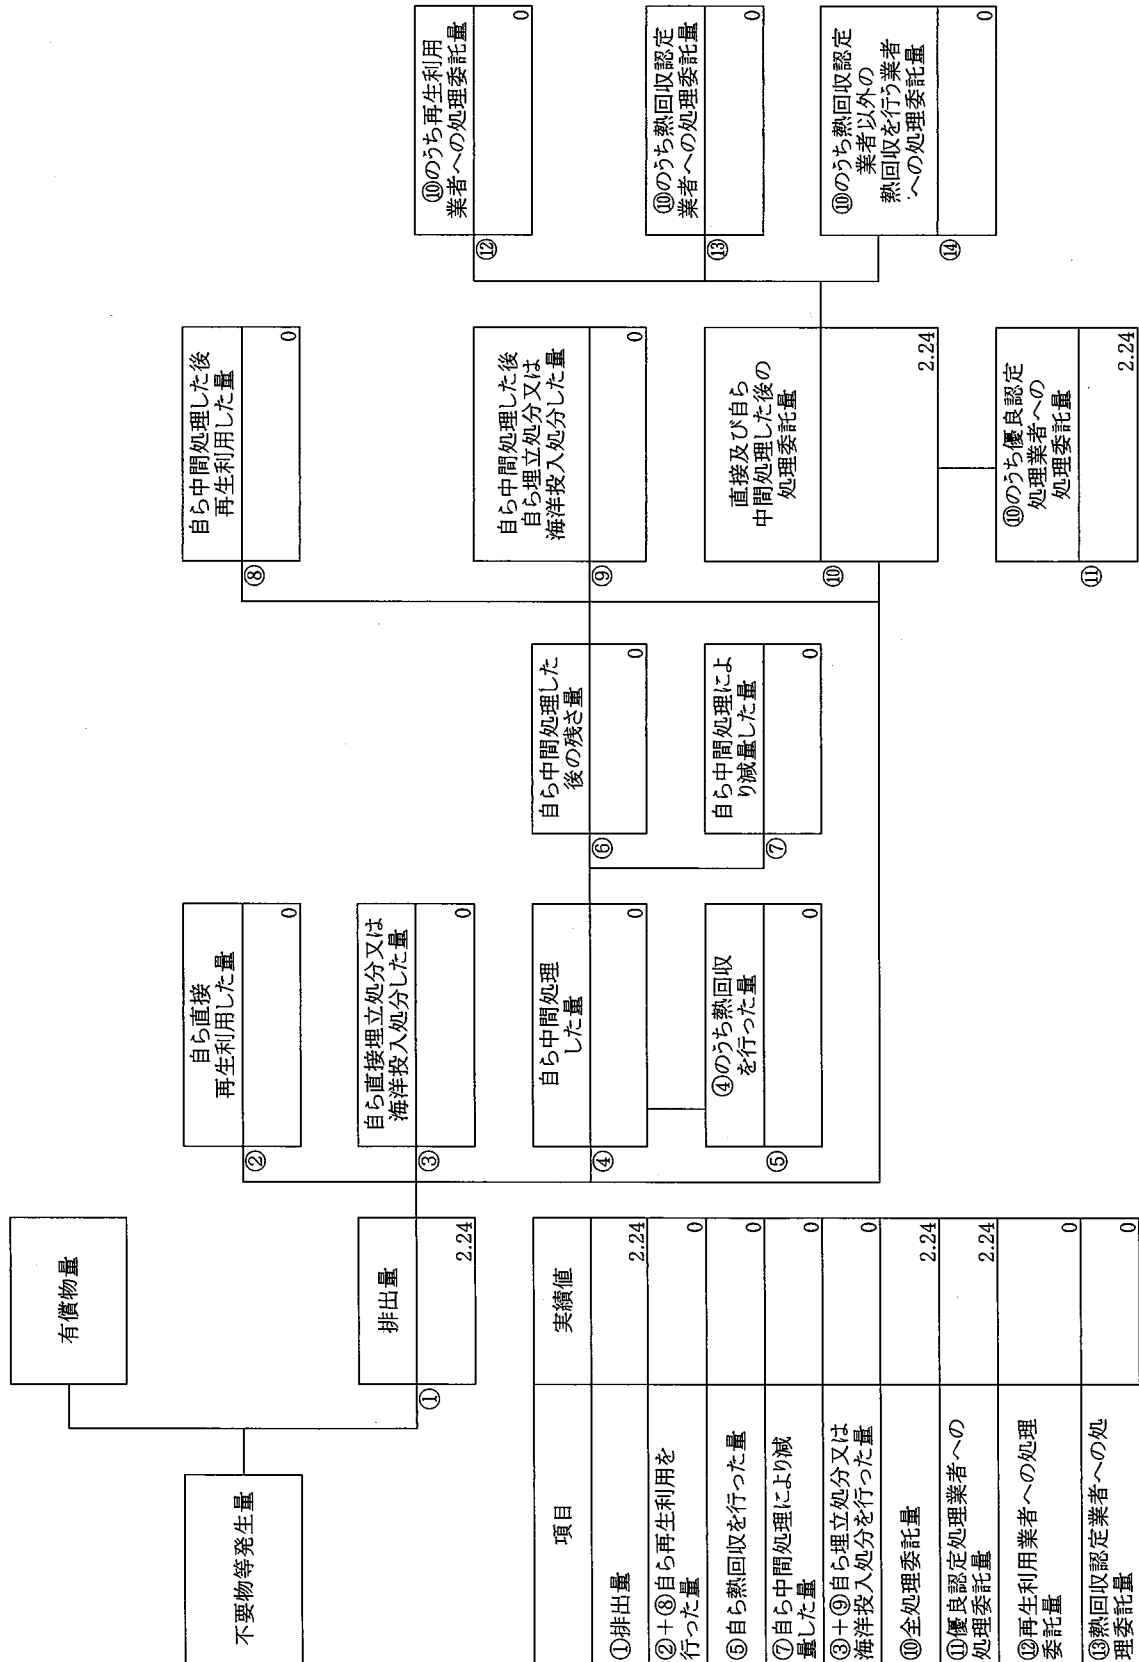 不要物等発生量
有償物量
①
排出量
2.24
②
自ら直接
再生利用した量
0
③
自ら直接埋立処分又は
海洋投入処分した量
0
④
自ら中間処理
した量
0
⑤
④のうち熱回収
を行った量
0
⑥
自ら中間処理した
後の残さ量
0
⑦
自ら中間処理によ
り減量した量
0
⑧
自ら中間処理した後
再生利用した量
0
⑨
自ら中間処理した後
自ら埋立処分又は
海洋投入処分した量
0
⑩
直接及び自ら
中間処理した後の
処理委託量
2.24
⑪
⑩のうち優良認定
処理業者への
処理委託量
2.24
⑫
⑩のうち再生利用
業者への処理委託量
0
⑬
⑩のうち熱回収認定
業者への処理委託量
0
⑭
⑩のうち熱回収認定
業者以外の
熱回収を行う業者
への処理委託量
0
項目
実績値
①排出量
2.24
②+⑧自ら再生利用を
行った量
0
⑤自ら熱回収を行った量
0
⑦自ら中間処理により減
量した量
0
③+⑨自ら埋立処分又は
海洋投入処分を行った量
0
⑩全処理委託量
2.24
⑪優良認定処理業者への
処理委託量
2.24
⑫再生利用業者への処理
委託量
0
⑬熱回収認定業者への処
理委託量
0